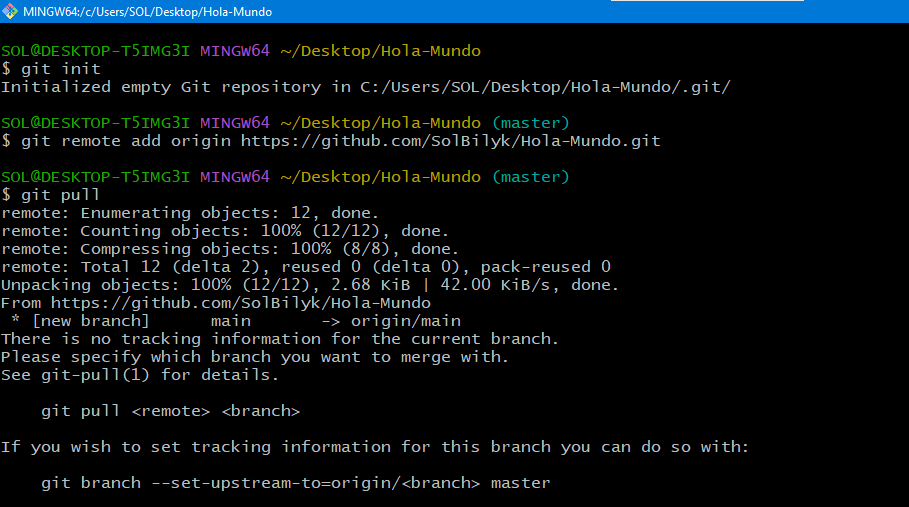 MINGW64:/c/Users/SOL/Desktop/Hola-Mundo
SOL@DESKTOP-T5IMG3I MINGW64 ~/Desktop/Hola-Mundo
$ git init
Initialized empty Git repository in C:/Users/SOL/Desktop/Hola-Mundo/.git/
SOL@DESKTOP-T5IMG3I MINGW64 ~/Desktop/Hola-Mundo (master)
$ git remote add origin https://github.com/SolBilyk/Hola-Mundo.git
SOL@DESKTOP-T5IMG3I MINGW64 ~/Desktop/Hola-Mundo (master)
$ git pull
remote: Enumerating objects: 12, done.
remote: Counting objects: 100% (12/12), done.
remote: Compressing objects: 100% (8/8), done.
remote: Total 12 (delta 2), reused 0 (delta 0), pack-reused 0
Unpacking objects: 100% (12/12), 2.68 KiB | 42.00 KiB/s, done.
From https://github.com/SolBilyk/Hola-Mundo
 * [new branch]      main       -> origin/main
There is no tracking information for the current branch.
Please specify which branch you want to merge with.
See git-pull(1) for details.
    git pull <remote> <branch>
If you wish to set tracking information for this branch you can do so with:
    git branch --set-upstream-to=origin/<branch> master